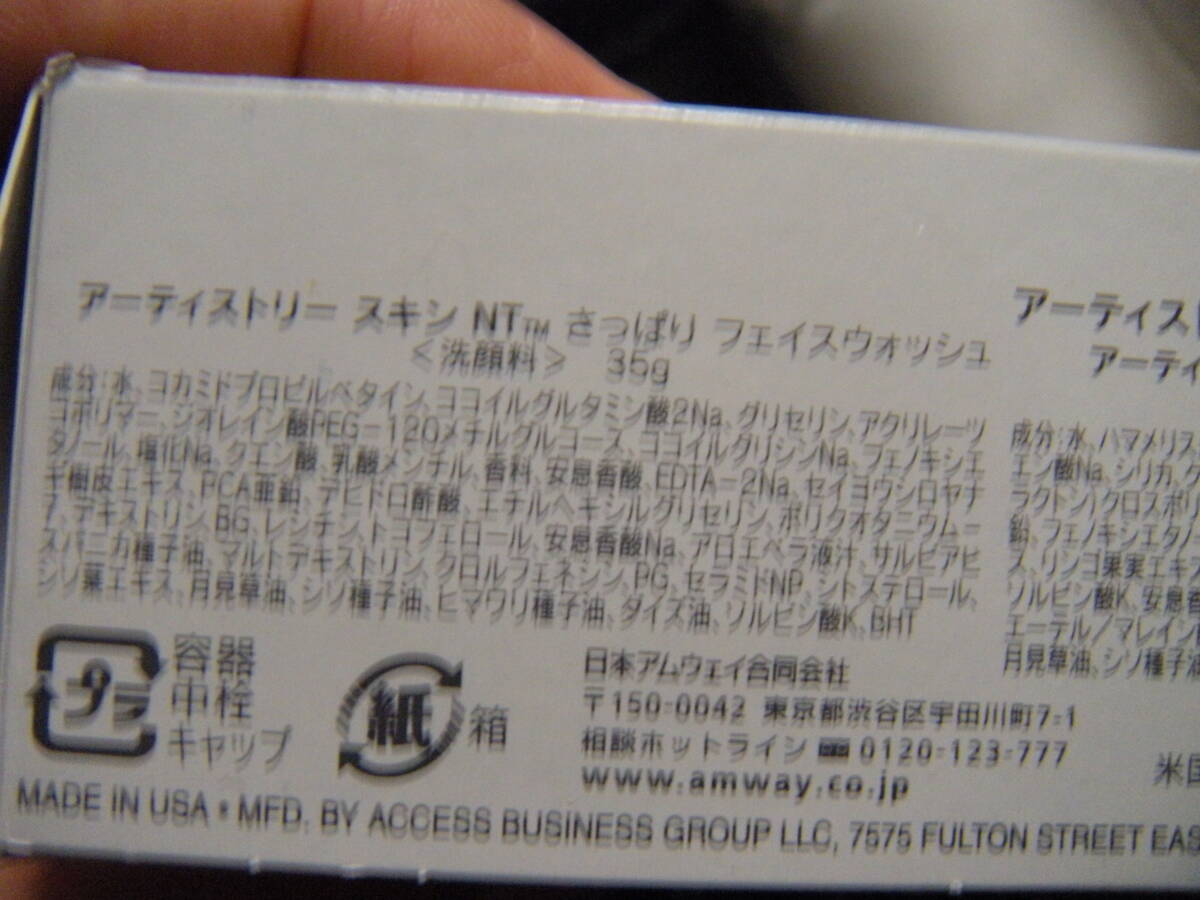 アーティストリー スキン NT™ さっぱり フェイスウォッシュ
<洗顔料> 35g
成分:水、ヨカミドプロピルベタイン、ココイルグルタミン酸2Na、グリセリン、アクリレーツ
コポリマー、ジオレイン酸PEG-120メチルグルコース、ココイルグリシンNa、フェノキシエ
タノール、塩化Na、クエン酸、乳酸メンチル、香料、安息香酸、EDTA-2Na、セイヨウシロヤナ
ギ樹皮エキス、PCA亜鉛、デヒドロ酢酸、エチルヘキシルグリセリン、ポリクオタニウム-
7、デキストリン、BG、レシチン、トコフェロール、安息香酸Na、アロエベラ液汁、サルビアヒ
スパニカ種子油、マルトデキストリン、クロルフェネシン、PG、セラミドNP、シトステロール、
シソ葉エキス、月見草油、シソ種子油、ヒマワリ種子油、ダイズ油、ソルビン酸K、BHT
アーティス
アーティ
成分:水、ハマメリス
エン酸Na、シリカ、
ラクトン)クロスポリ
鉛、フェノキシエタノ
ス、リンゴ果実エキス
ソルビン酸K、安息香
エーテル/マレイン
月見草油、シソ種子油
プラ
容器
中栓
キャップ
紙
箱
日本アムウェイ合同会社
〒150-0042 東京都渋谷区宇田川町7-1
相談ホットライン 0120-123-777
www.amway.co.jp
米国
MADE IN USA • MFD. BY ACCESS BUSINESS GROUP LLC, 7575 FULTON STREET EAS